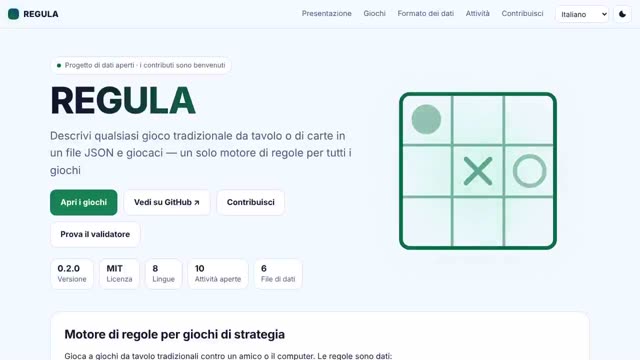 REGULA
Presentazione
Giochi
Formato dei dati
Attività
Contribuisci
Italiano
Progetto di dati aperti · i contributi sono benvenuti
REGULA
Descrivi qualsiasi gioco tradizionale da tavolo o di carte in
un file JSON e giocaci — un solo motore di regole per tutti i
giochi
Apri i giochi
Vedi su GitHub ↗
Contribuisci
Prova il validatore
0.2.0
Versione
MIT
Licenza
8
Lingue
10
Attività aperte
6
File di dati
Motore di regole per giochi di strategia
Gioca a giochi da tavolo tradizionali contro un amico o il computer. Le regole sono dati: